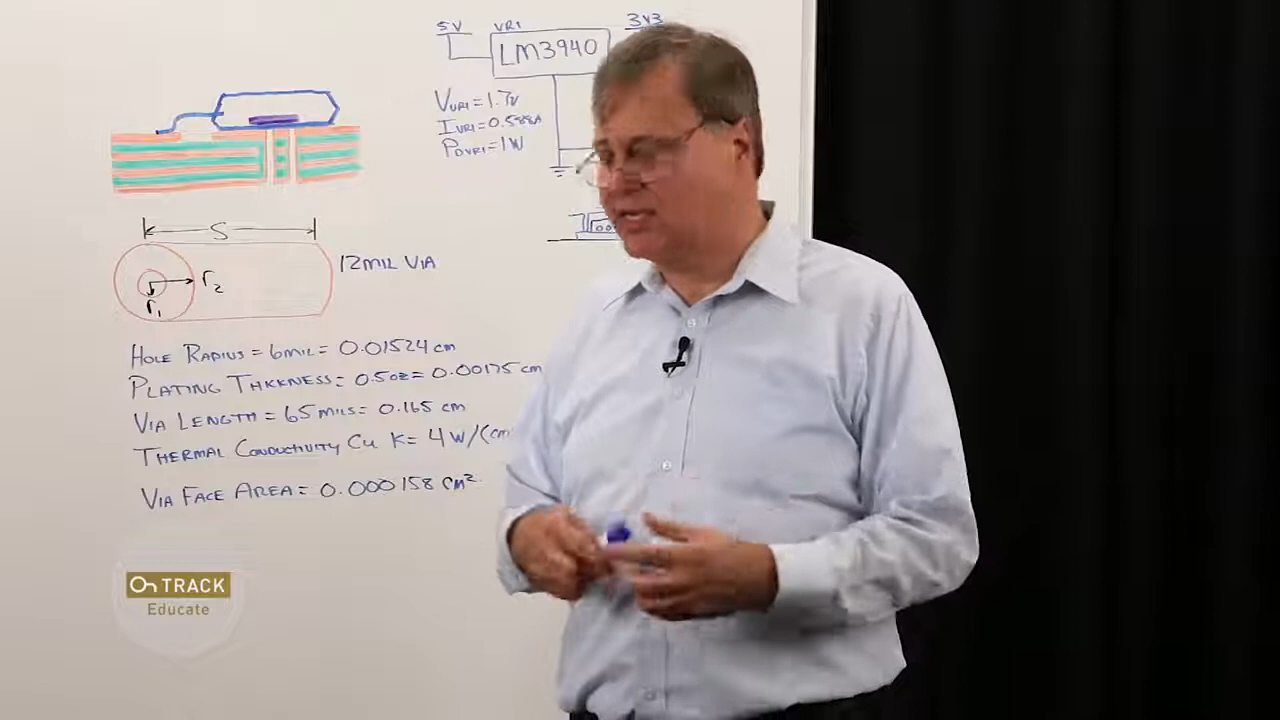 5V VR1 3V3
LM3940
VVR1 = 1.7V
IVR1 = 0.588A
PDVR1 = 1W
S
r2
r1
12MIL VIA
HOLE RADIUS = 6MIL = 0.01524 cm
PLATING THICKNESS = 0.5oz = 0.00175 cm
VIA LENGTH = 65 MILS = 0.165 cm
THERMAL CONDUCTIVITY Cu K = 4 W/(cm
VIA FACE AREA = 0.000158 cm²
On TRACK
Educate